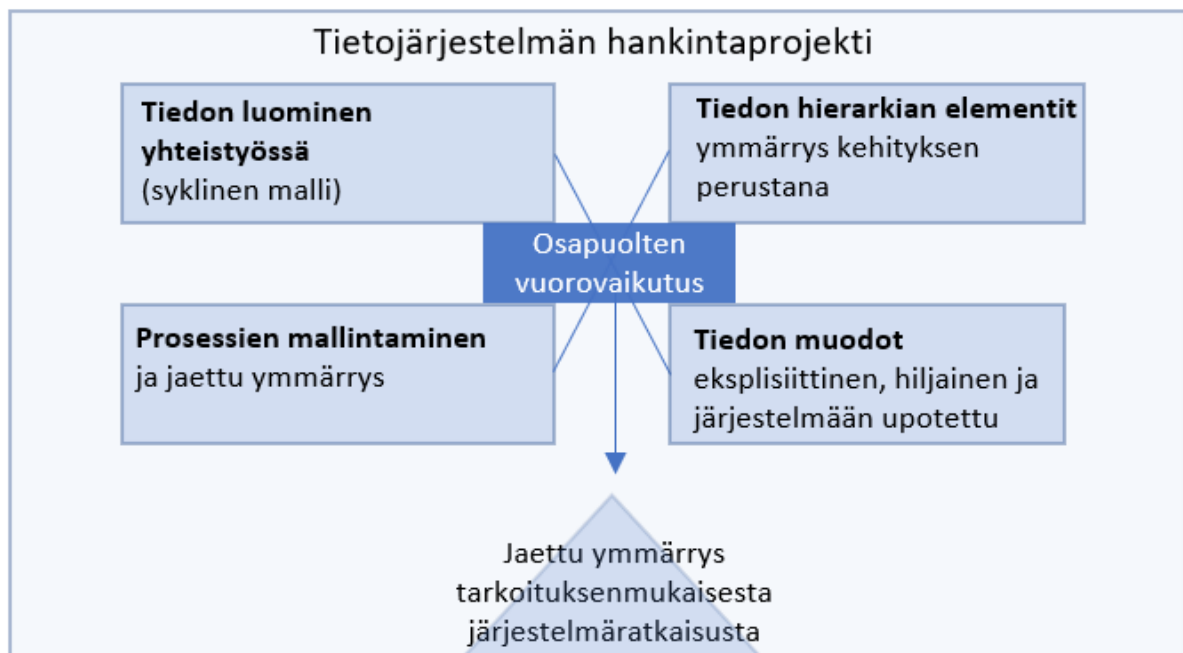 Tietojärjestelmän hankintaprojekti
Tiedon luominen
yhteistyössä
(syklinen malli)
Tiedon hierarkian elementit
ymmärrys kehityksen
perustana
Osapuolten
vuorovaikutus
Prosessien mallintaminen
ja jaettu ymmärrys
Tiedon muodot
eksplisiittinen, hiljainen ja
järjestelmään upotettu
Jaettu ymmärrys
tarkoituksenmukaisesta
järjestelmäratkaisusta